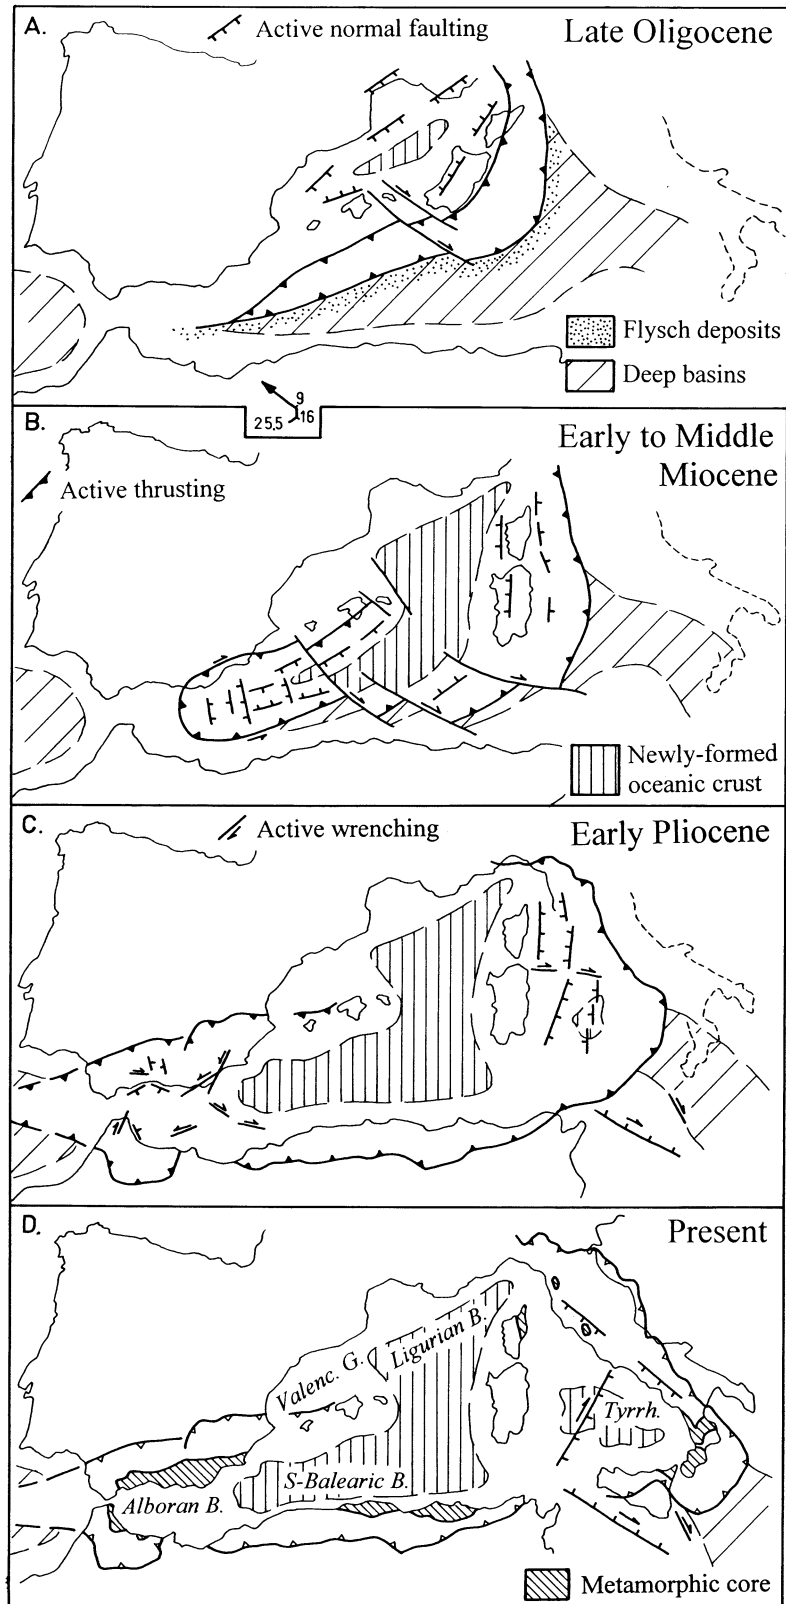 A.
Active normal faulting
Late Oligocene
Flysch deposits
Deep basins
9
25.5 16
B.
Early to Middle
Miocene
Active thrusting
Newly-formed
oceanic crust
C.
Active wrenching
Early Pliocene
D.
Present
Valenc. G.
Ligurian B.
Tyrrh.
S-Balearic B.
Alboran B.
Metamorphic core